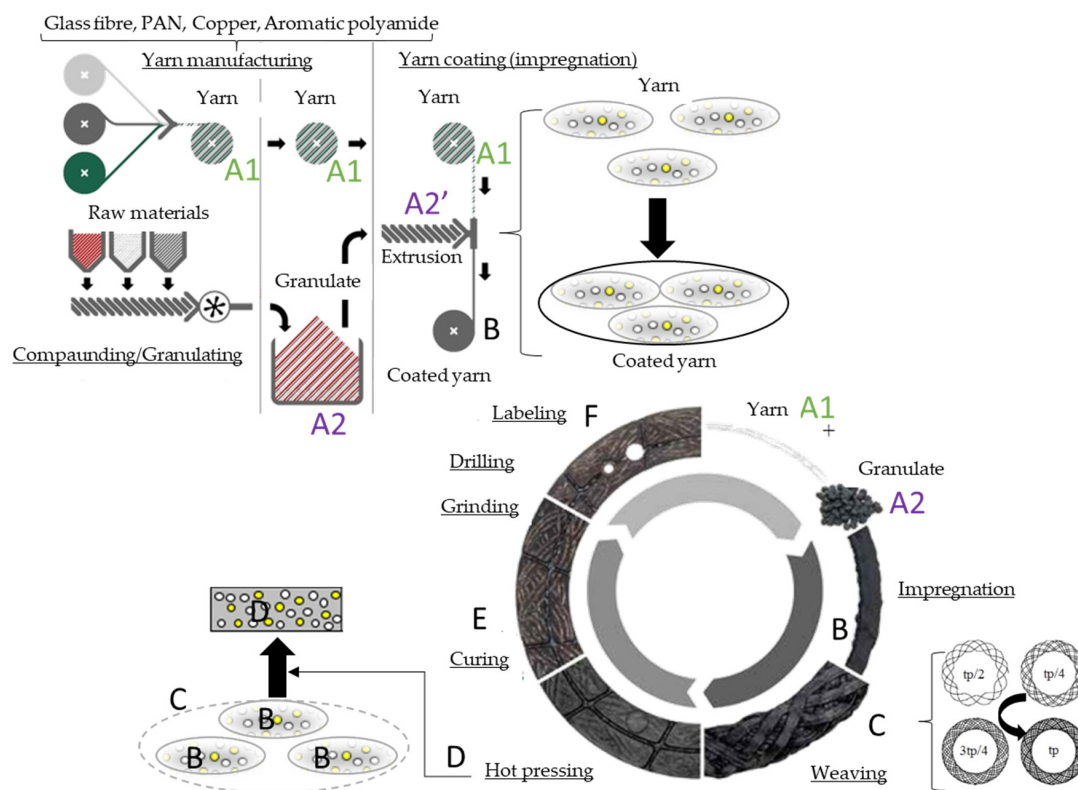 Glass fibre, PAN, Copper, Aromatic polyamide
Yarn manufacturing
Yarn coating (impregnation)
Yarn
Yarn
Yarn
Yarn
A1
A1
A1
Raw materials
A2'
Extrusion
Granulate
B
Compaunding/Granulating
Coated yarn
Coated yarn
A2
Labeling
F
Yarn A1
+
Drilling
Granulate
A2
Grinding
Impregnation
D
E
B
Curing
tp/2
tp/4
C
B
C
B
B
3tp/4
tp
D
Hot pressing
Weaving